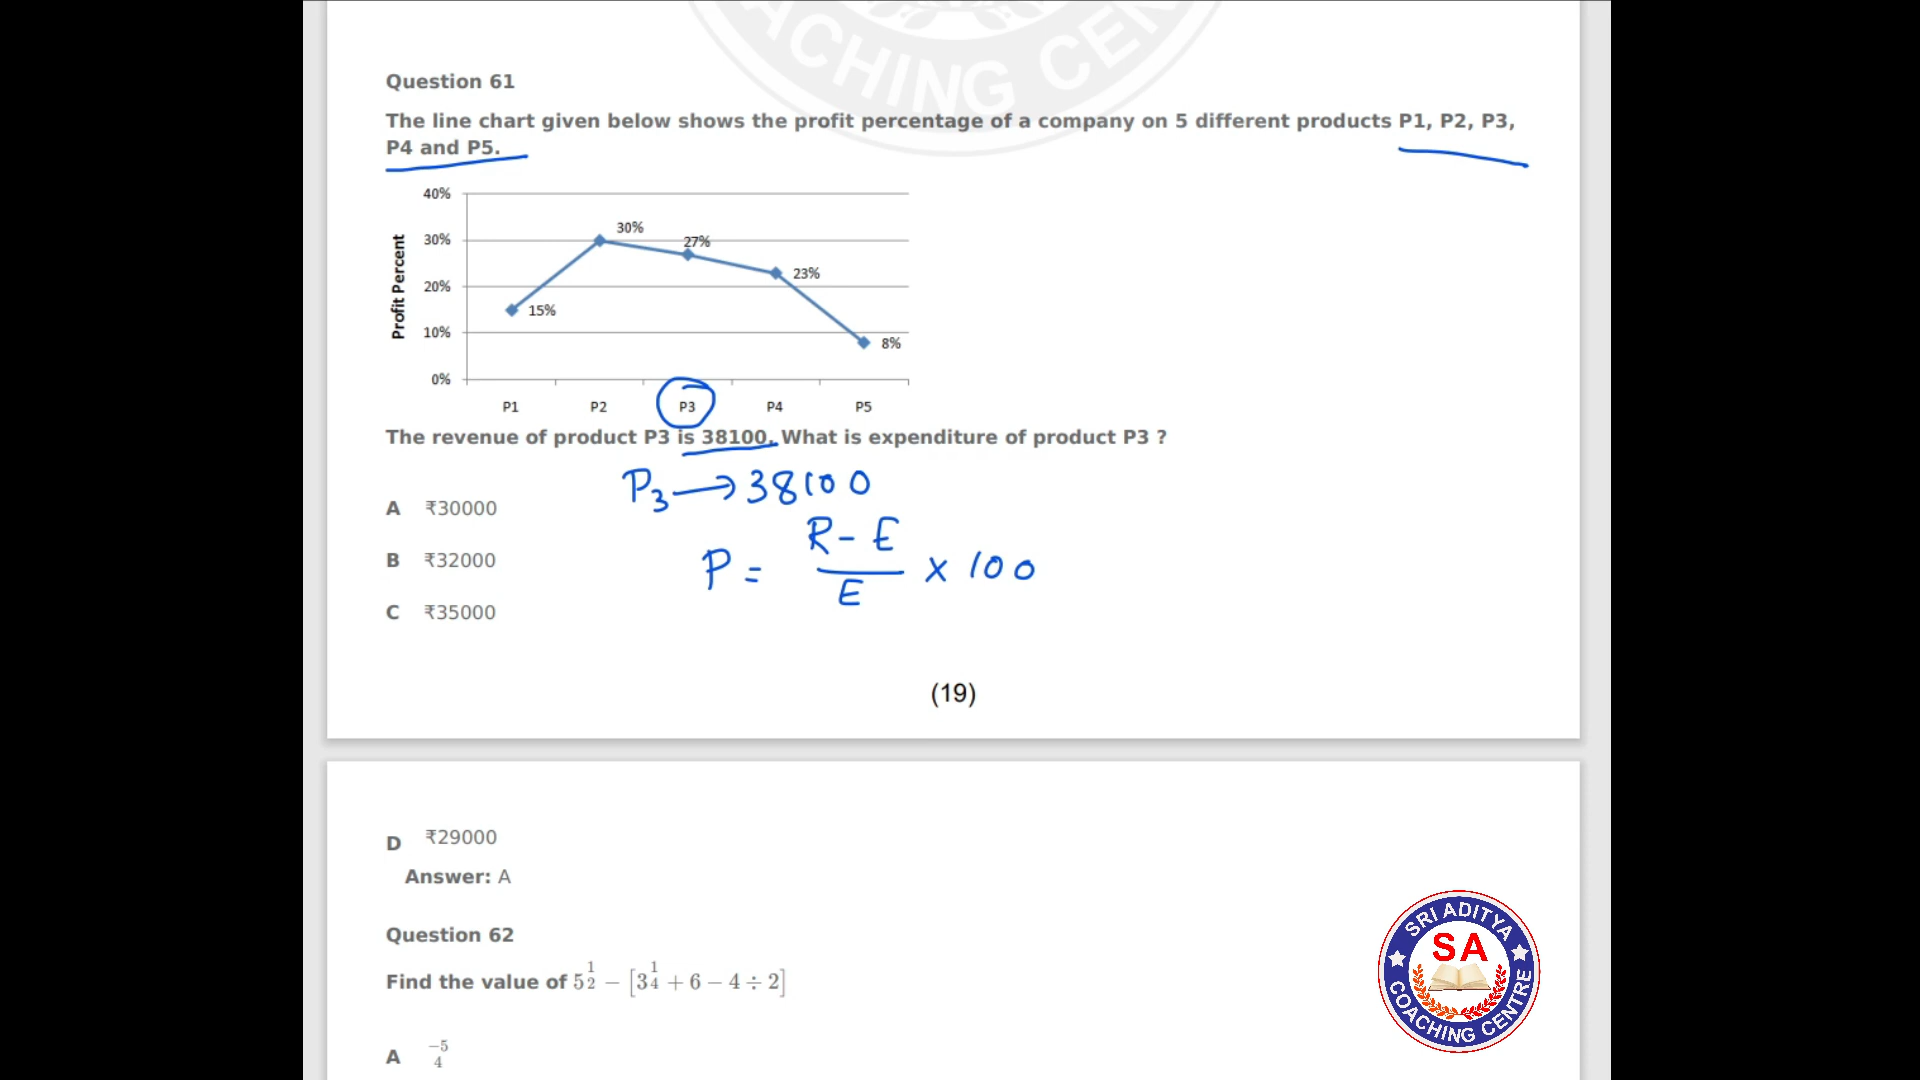 ACHING CEN
Question 61
The line chart given below shows the profit percentage of a company on 5 different products P1, P2, P3,
P4 and P5.
40%
30%
20%
10%
0%
Profit Percent
15%
30%
27%
23%
8%
P1 P2 P3 P4 P5
The revenue of product P3 is 38100. What is expenditure of product P3 ?
P3 → 38100
P = (R - E)/E × 100
A ₹30000
B ₹32000
C ₹35000
(19)
D ₹29000
Answer: A
Question 62
Find the value of 5 1/2 − [3 1/4 + 6 − 4 ÷ 2]
A −5/4
SRI ADITYA
SA
COACHING CENTRE